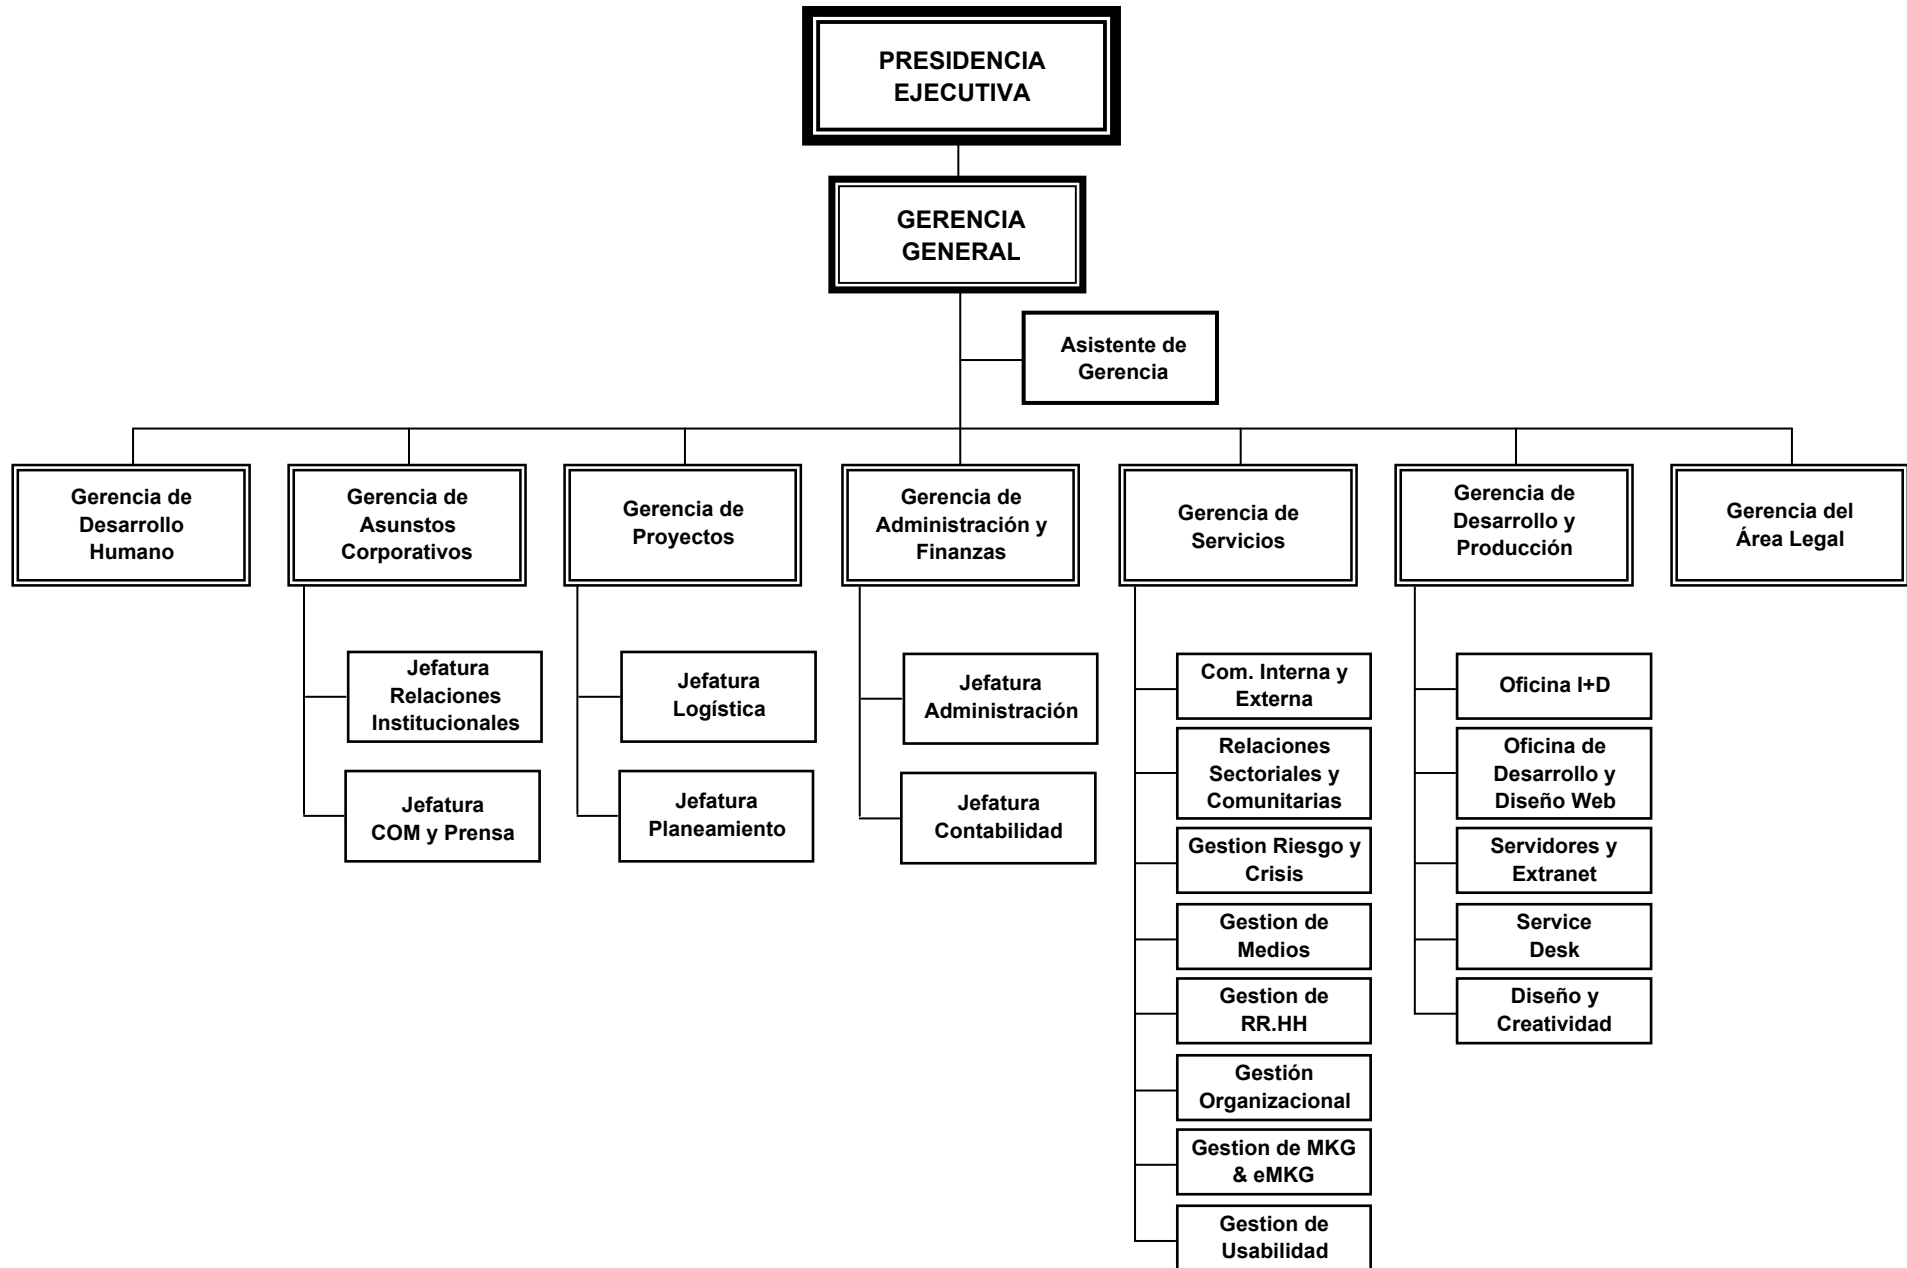 PRESIDENCIA
EJECUTIVA
GERENCIA
GENERAL
Asistente de
Gerencia
Gerencia de
Desarrollo
Humano
Gerencia de
Asunstos
Corporativos
Gerencia de
Proyectos
Gerencia de
Administración y
Finanzas
Gerencia de
Servicios
Gerencia de
Desarrollo y
Producción
Gerencia del
Área Legal
Jefatura
Relaciones
Institucionales
Jefatura
COM y Prensa
Jefatura
Logística
Jefatura
Planeamiento
Jefatura
Administración
Jefatura
Contabilidad
Com. Interna y
Externa
Relaciones
Sectoriales y
Comunitarias
Gestion Riesgo y
Crisis
Gestion de
Medios
Gestion de
RR.HH
Gestión
Organizacional
Gestion de MKG
& eMKG
Gestion de
Usabilidad
Oficina I+D
Oficina de
Desarrollo y
Diseño Web
Servidores y
Extranet
Service
Desk
Diseño y
Creatividad